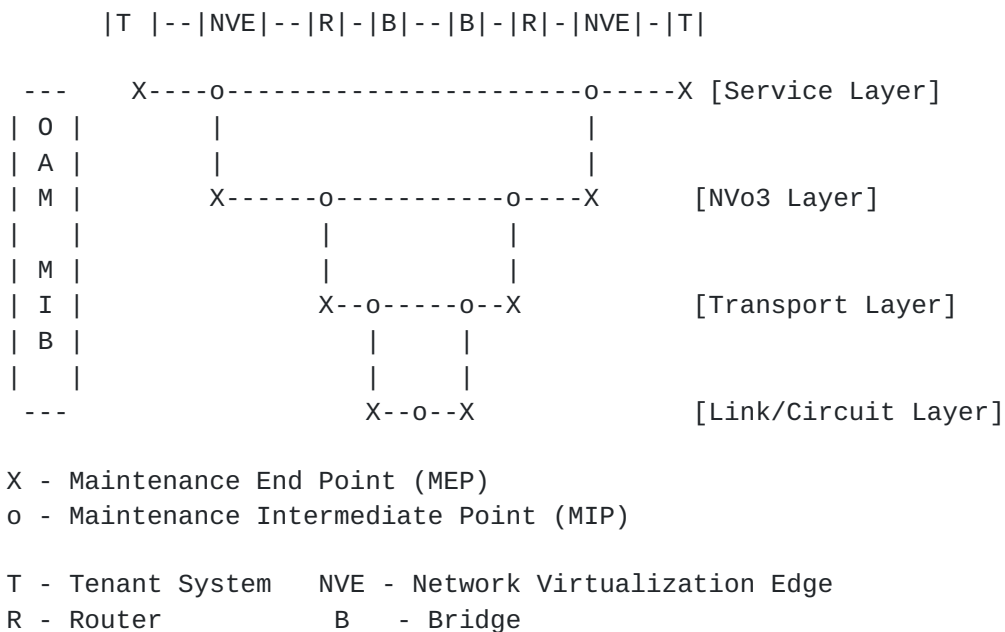 |T |--|NVE|--|R|-|B|--|B|-|R|-|NVE|-|T|
--- X----o-----------------------o-----X [Service Layer]
| O | | |
| A | | |
| M | X------o-----------o----X [NVo3 Layer]
| | | |
| M | | |
| I | X--o-----o--X [Transport Layer]
| B | | |
| | | |
--- X--o--X [Link/Circuit Layer]
X - Maintenance End Point (MEP)
o - Maintenance Intermediate Point (MIP)
T - Tenant System NVE - Network Virtualization Edge
R - Router B - Bridge